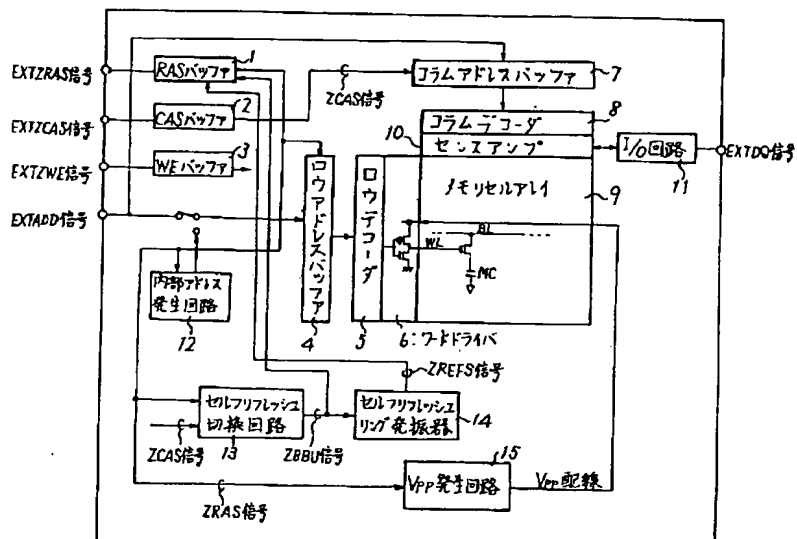 EXTZRAS信号
RASバッファ
1
EXTZCAS信号
CASバッファ
2
EXTZWE信号
WEバッファ
3
EXTADD信号
ZCAS信号
コラムアドレスバッファ
7
コラムデコーダ
8
センスアンプ
10
メモリセルアレイ
9
I/O回路
11
EXTDQ信号
ロウアドレスバッファ
4
ロウデコーダ
5
6:ワードドライバ
WL
BL
MC
内部アドレス
発生回路
12
ZREFS信号
セルフリフレッシュ
切換回路
13
ZCAS信号
ZBBU信号
セルフリフレッシュ
リング発振器
14
ZRAS信号
VPP発生回路
15
VPP配線